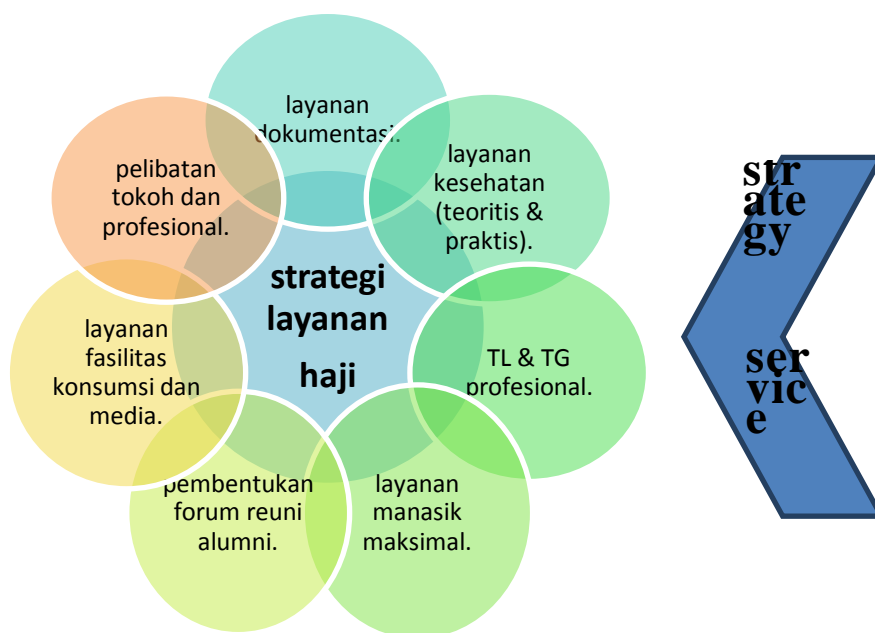 layanan
dokumentasi.
layanan
kesehatan
(teoritis &
praktis).
TL & TG
profesional.
layanan
manasik
maksimal.
pembentukan
forum reuni
alumni.
layanan
fasilitas
konsumsi dan
media.
pelibatan
tokoh dan
profesional.
strategi
layanan
haji
str
ate
gy
ser
vic
e